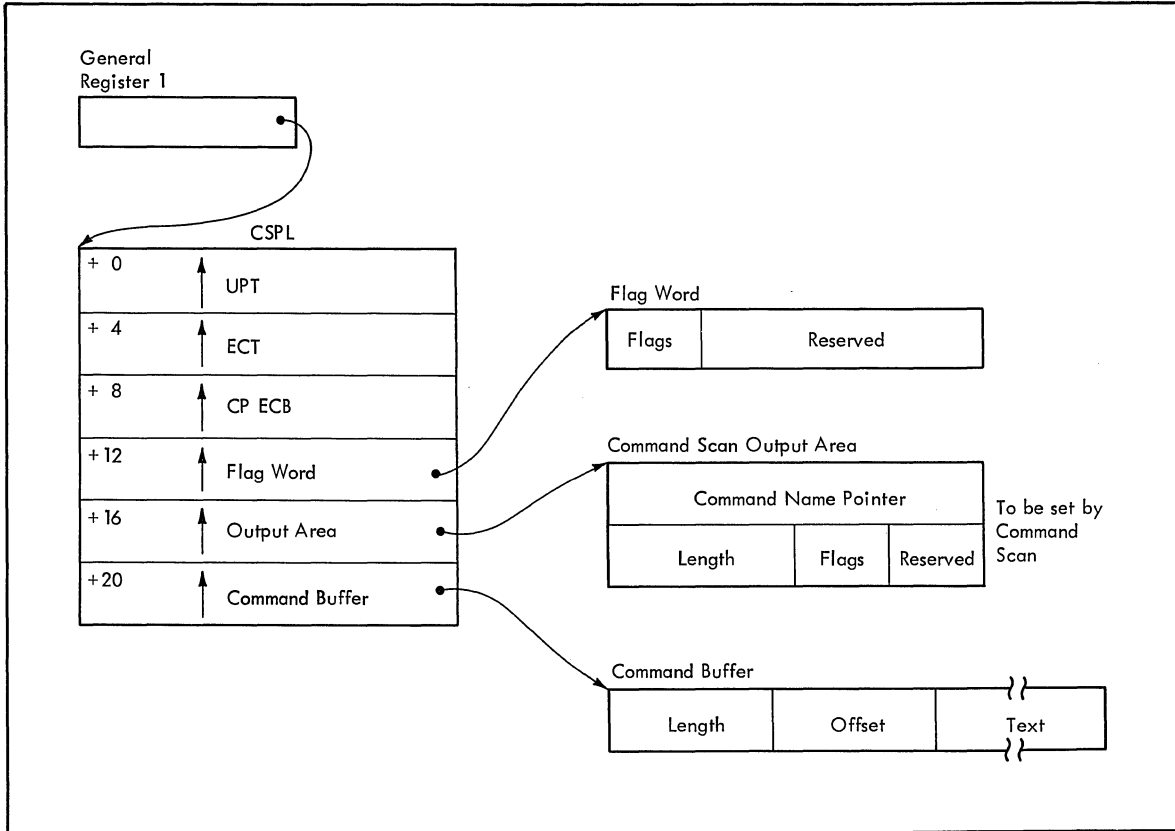 General
Register 1
CSPL
+ 0 UPT
+ 4 ECT
+ 8 CP ECB
+12 Flag Word
+16 Output Area
+20 Command Buffer
Flag Word
Flags Reserved
Command Scan Output Area
Command Name Pointer
Length Flags Reserved
To be set by
Command
Scan
Command Buffer
Length Offset Text